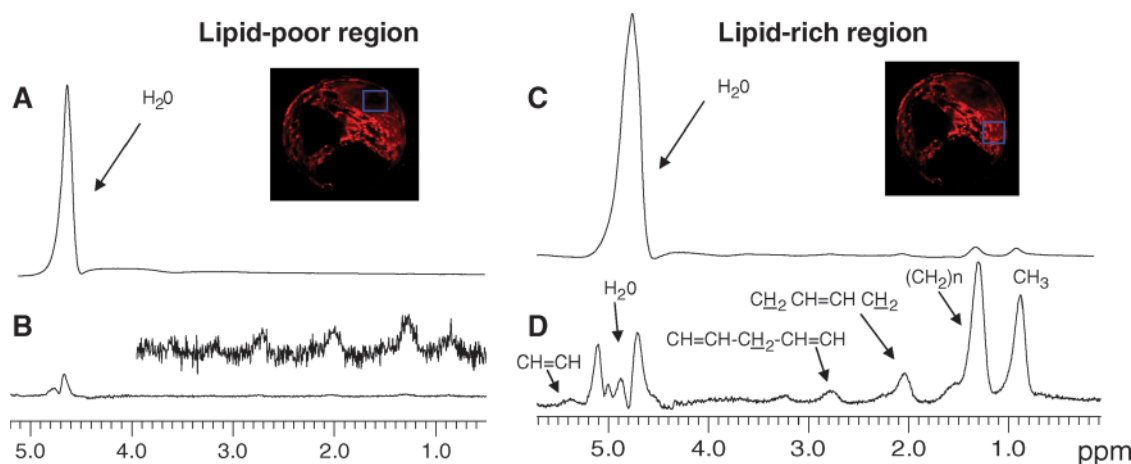 Lipid-poor region
Lipid-rich region
A
H₂0
C
H₂0
B
D
CH=CH
H₂0
CH=CH-CH₂-CH=CH
CH₂ CH=CH CH₂
(CH₂)n
CH₃
5.0 4.0 3.0 2.0 1.0
5.0 4.0 3.0 2.0 1.0 ppm